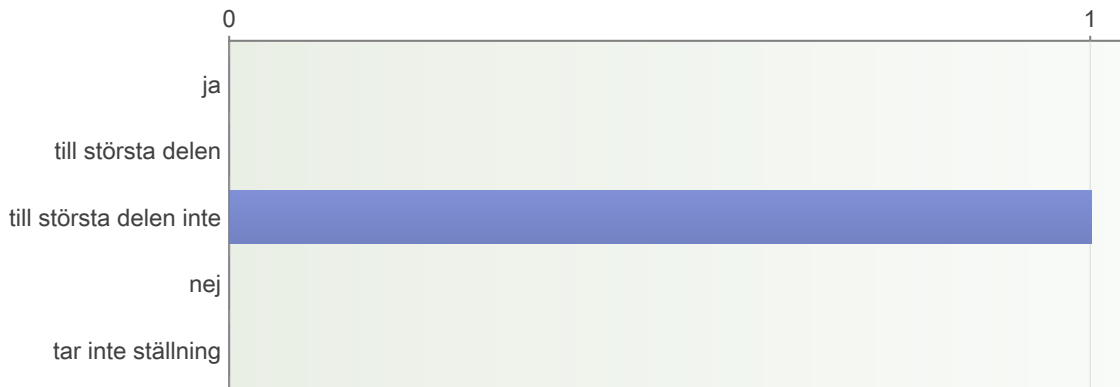 0 1
ja
till största delen
till största delen inte
nej
tar inte ställning